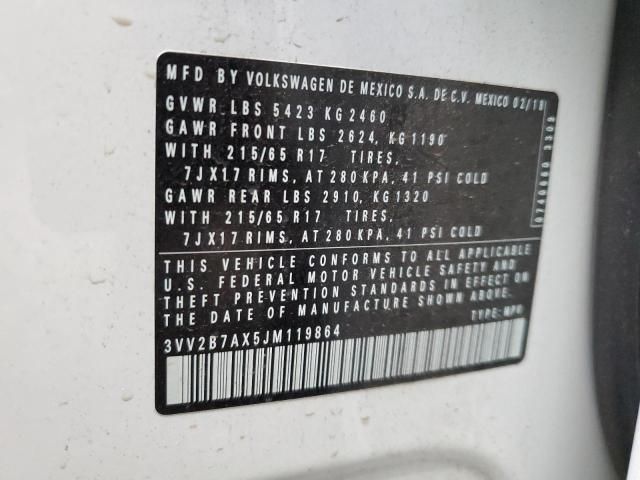 MFD BY VOLKSWAGEN DE MEXICO S.A. DE C.V. MEXICO 02/18
GVWR LBS 5423 KG 2460
GAWR FRONT LBS 2624, KG 1190
WITH 215/65 R17 TIRES,
7JX17 RIMS, AT 280 KPA, 41 PSI COLD
GAWR REAR LBS 2910, KG 1320
WITH 215/65 R17 TIRES,
7JX17 RIMS, AT 280 KPA, 41 PSI COLD
THIS VEHICLE CONFORMS TO ALL APPLICABLE
U.S. FEDERAL MOTOR VEHICLE SAFETY AND
THEFT PREVENTION STANDARDS IN EFFECT ON
THE DATE OF MANUFACTURE SHOWN ABOVE.
3VV2B7AX5JM119864
TYPE: MPV